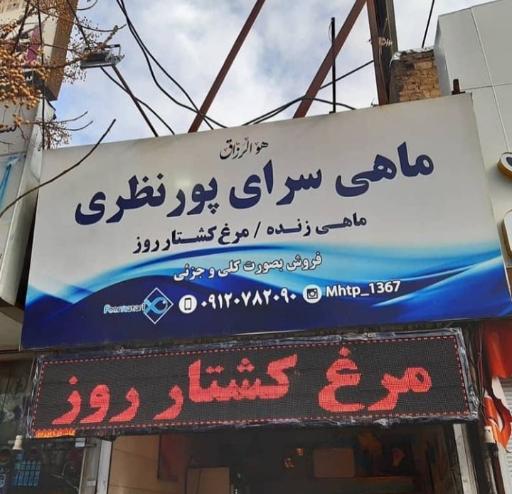 هو الرزاق
ماهی سرای پورنظری
ماهی زنده / مرغ کشتار روز
فروش بصورت کلی و جزئی
۰۹۱۲۰۷۸۲۰۹۰ Mhtp_1367
مرغ کشتار روز